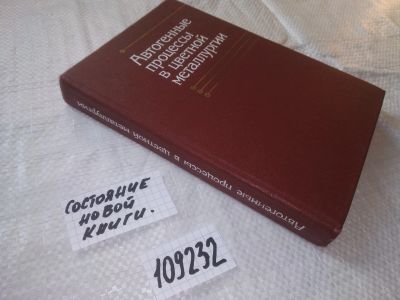 Автогенные
процессы
в цветной
металлургии
Автогенные процессы в цветной металлургии
СОСТОЯНИЕ
НОВОЙ
КНИГИ.
109232